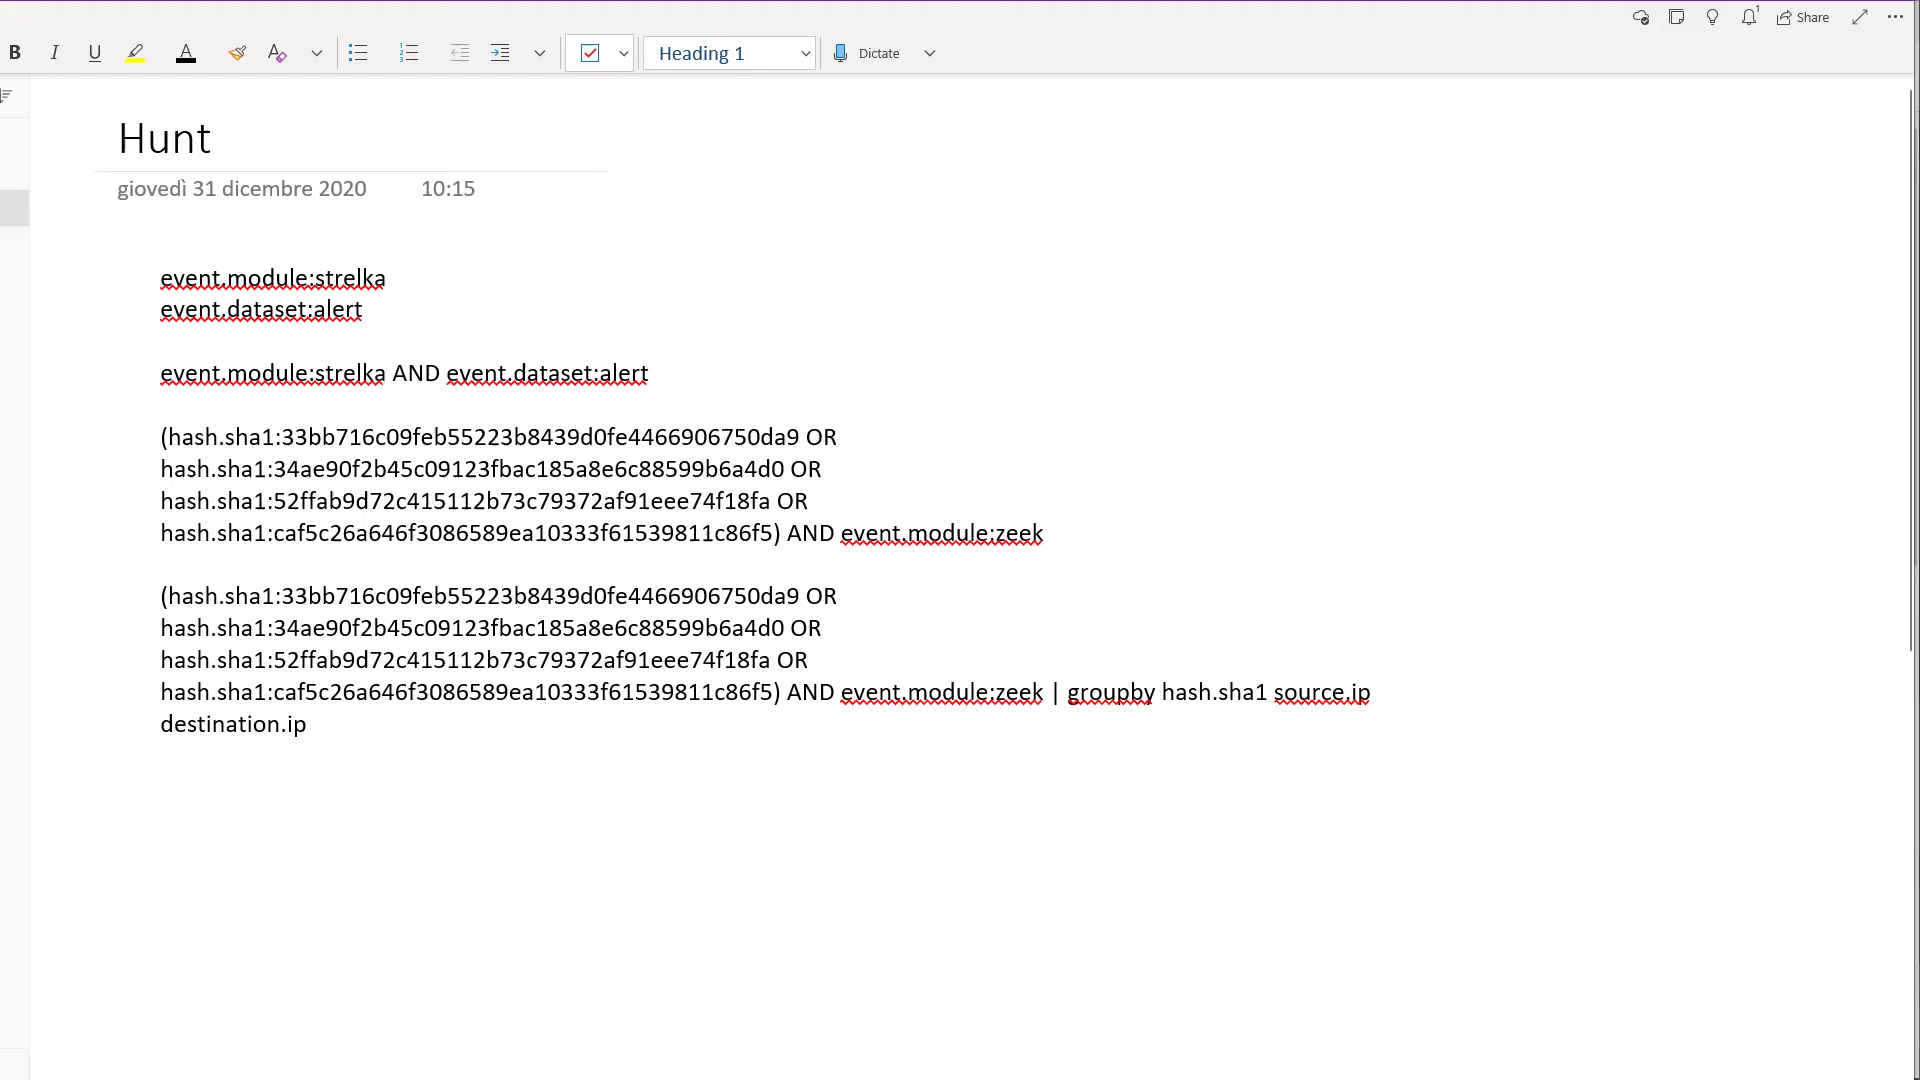 1
Share
B I U A A Heading 1 Dictate
Hunt
giovedì 31 dicembre 2020 10:15
event.module:strelka
event.dataset:alert
event.module:strelka AND event.dataset:alert
(hash.sha1:33bb716c09feb55223b8439d0fe4466906750da9 OR
hash.sha1:34ae90f2b45c09123fbac185a8e6c88599b6a4d0 OR
hash.sha1:52ffab9d72c415112b73c79372af91eee74f18fa OR
hash.sha1:caf5c26a646f3086589ea10333f61539811c86f5) AND event.module:zeek
(hash.sha1:33bb716c09feb55223b8439d0fe4466906750da9 OR
hash.sha1:34ae90f2b45c09123fbac185a8e6c88599b6a4d0 OR
hash.sha1:52ffab9d72c415112b73c79372af91eee74f18fa OR
hash.sha1:caf5c26a646f3086589ea10333f61539811c86f5) AND event.module:zeek | groupby hash.sha1 source.ip
destination.ip